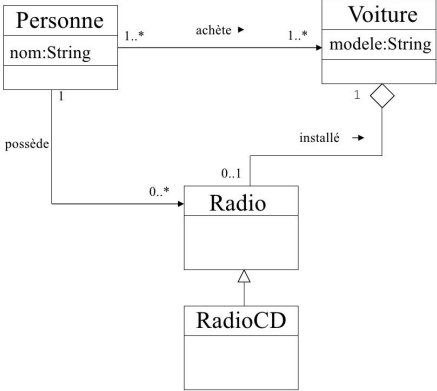 Personne
nom:String
1..*
achète
1..*
Voiture
modele:String
1
1
possède
installé
0..*
0..1
Radio
RadioCD